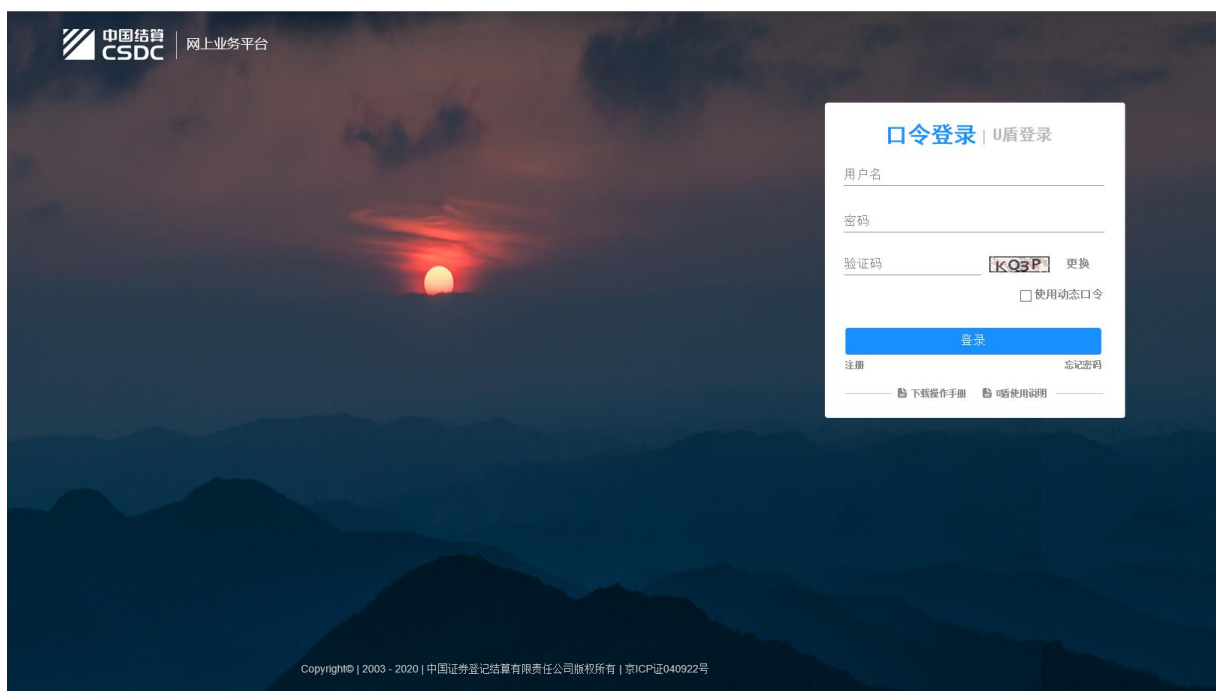 中国结算
CSDC
网上业务平台
口令登录 | U盾登录
用户名
密码
验证码 KQ3P 更换
使用动态口令
登录
注册 忘记密码
下载操作手册 U盾使用说明
Copyright© | 2003 - 2020 | 中国证券登记结算有限责任公司版权所有 | 京ICP证040922号